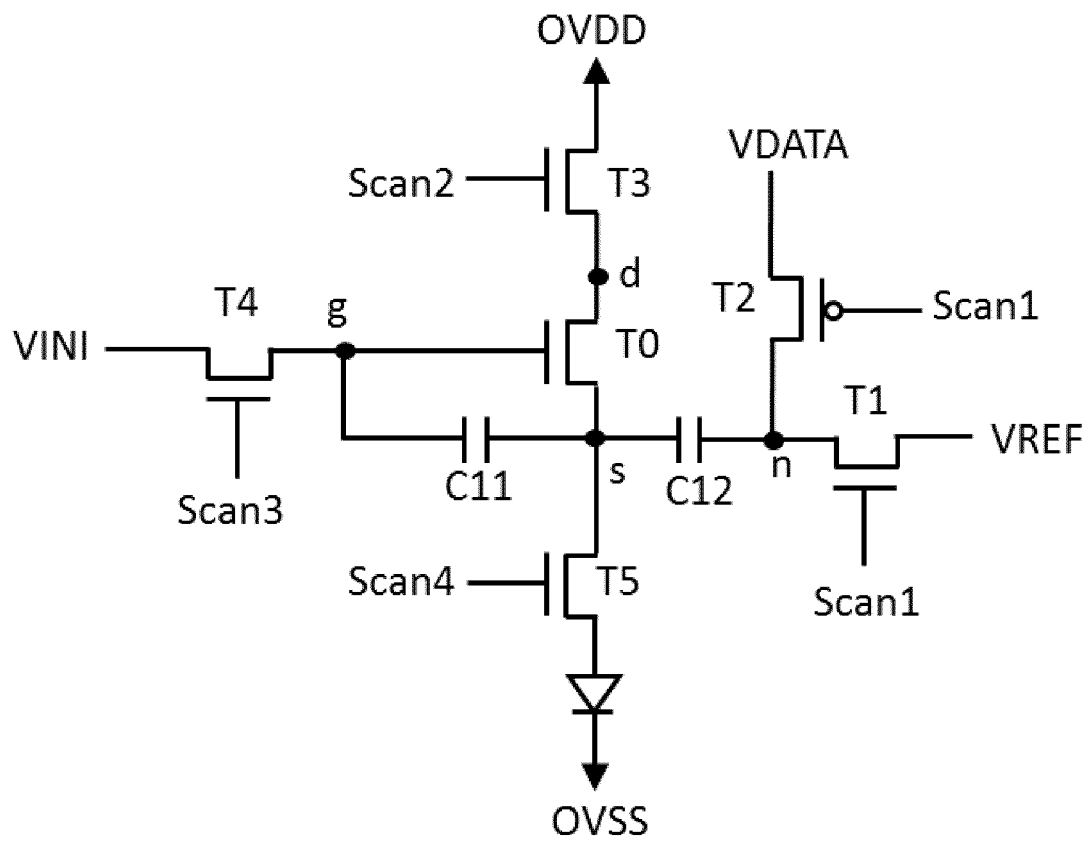 OVDD
VDATA
Scan2
T3
d
T4
g
T2
Scan1
VINI
T0
T1
VREF
C11
s
C12
n
Scan3
Scan4
T5
Scan1
OVSS